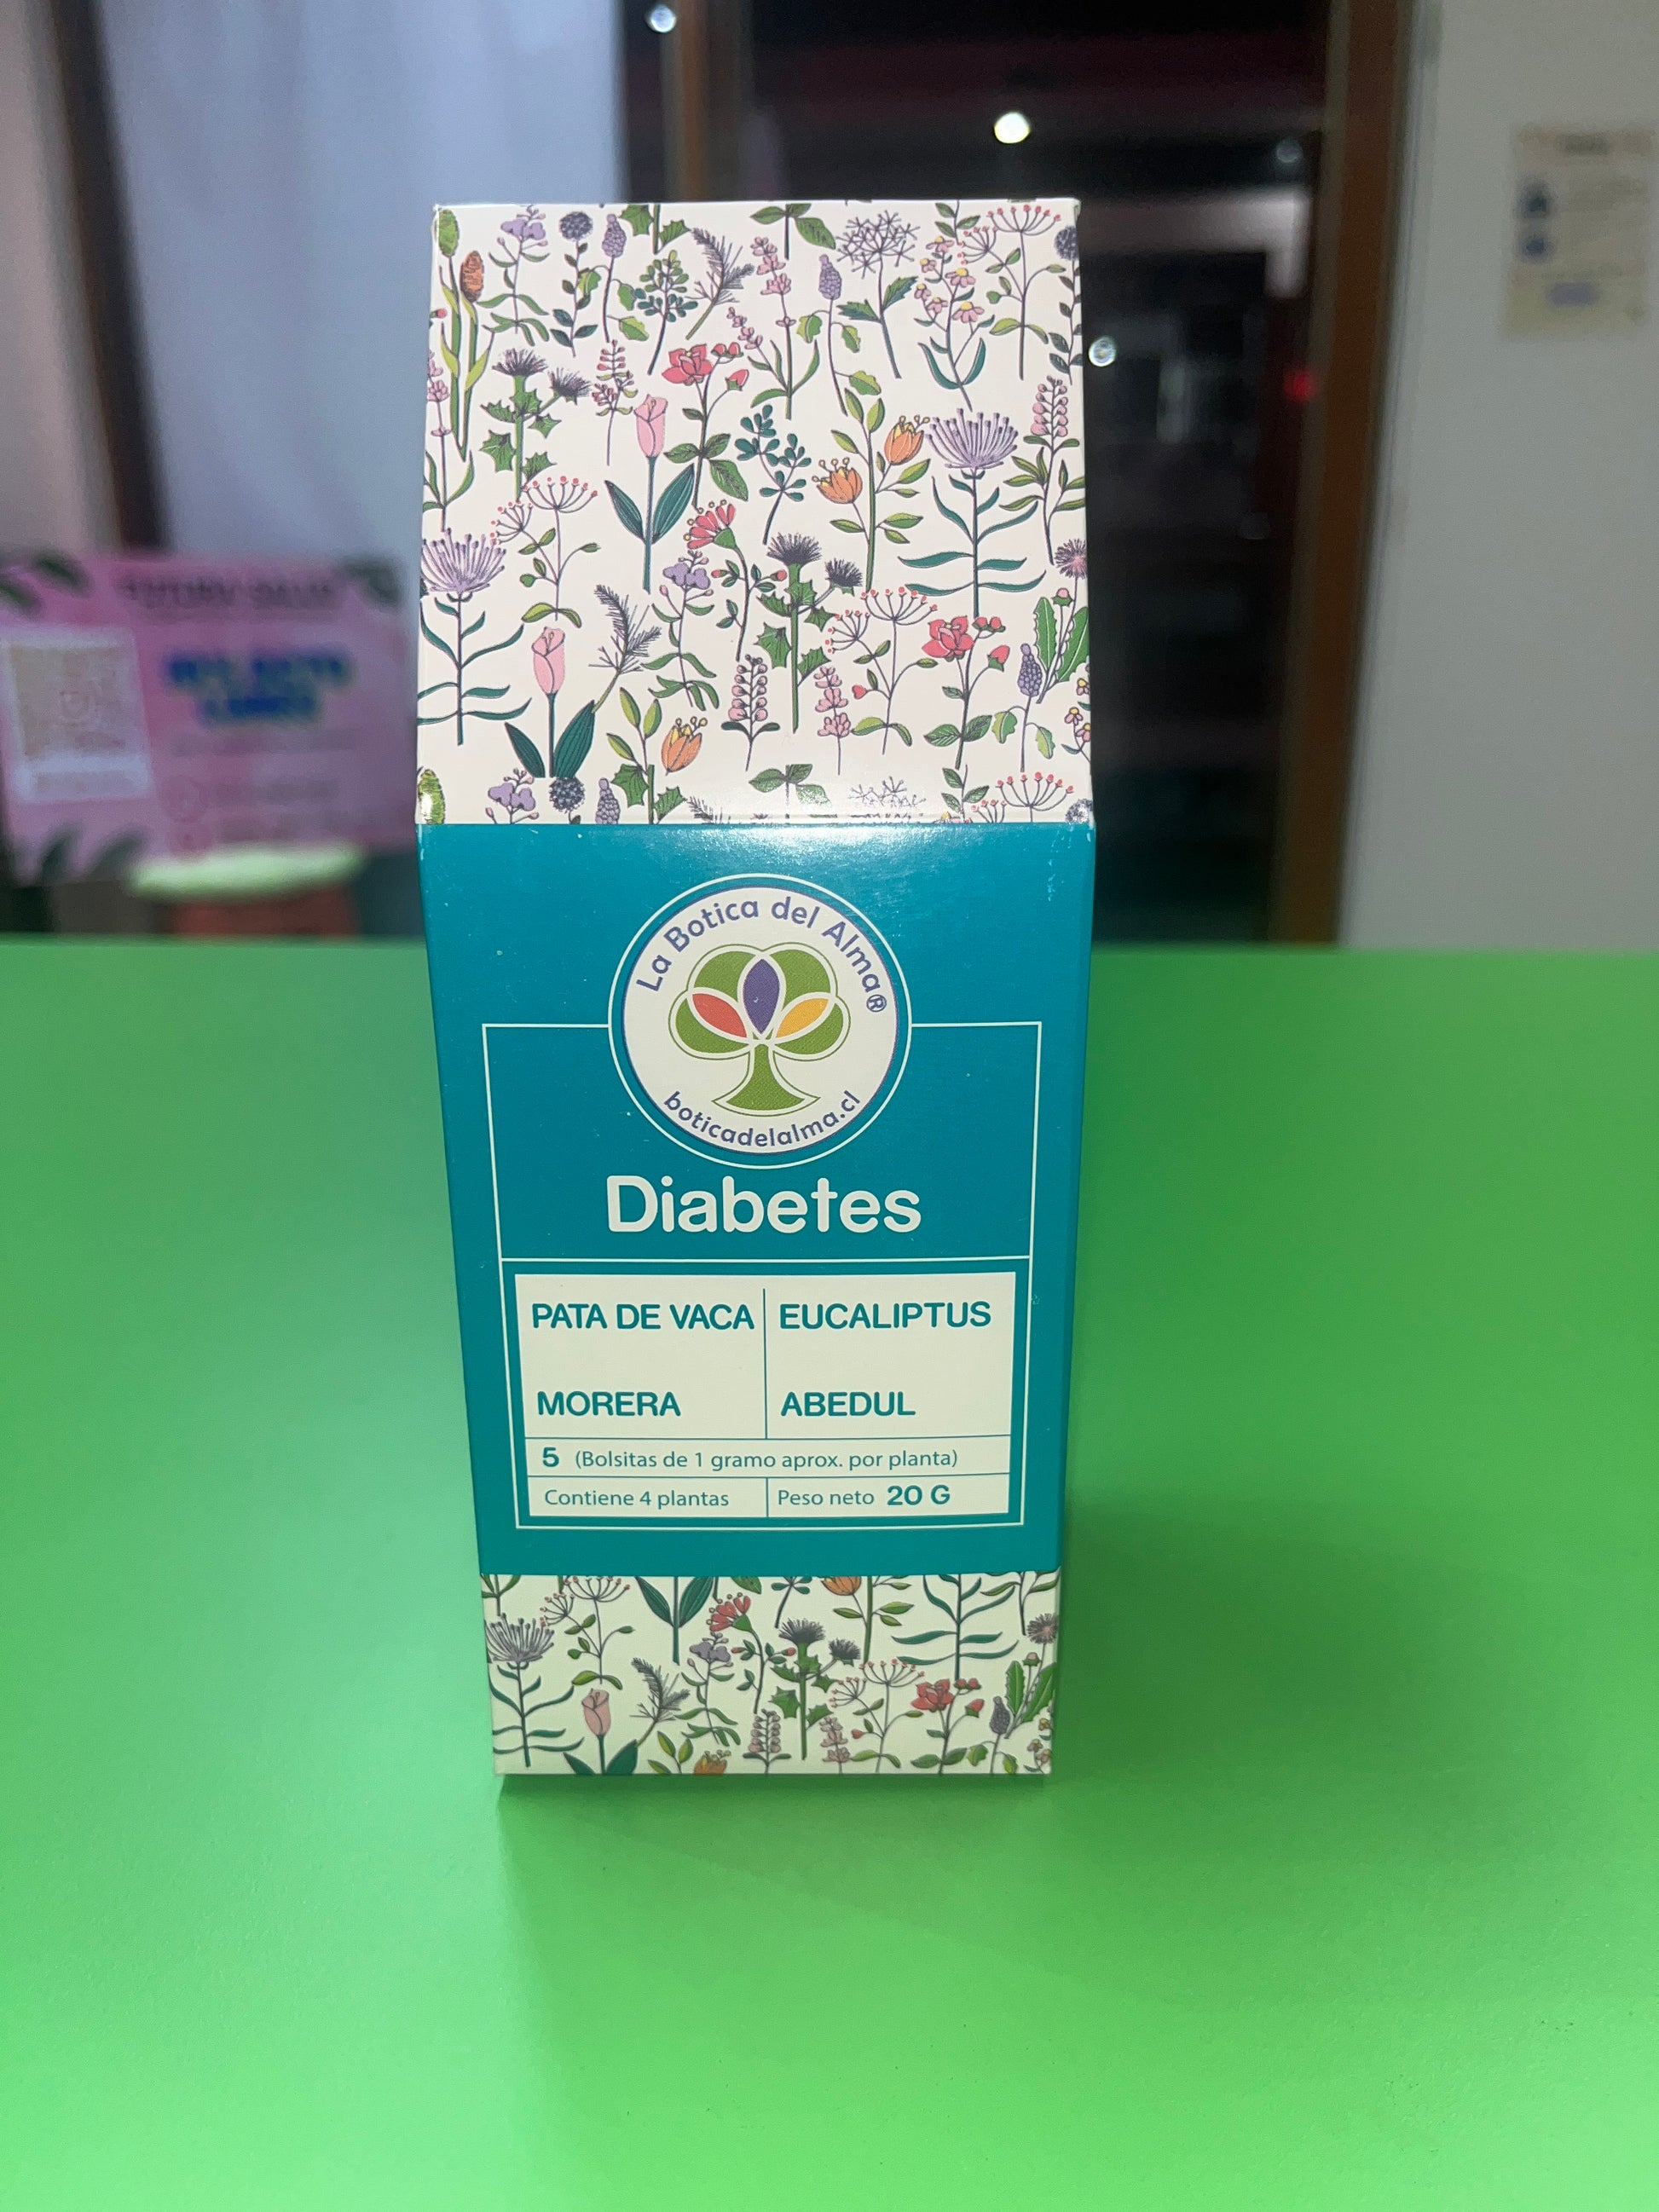 La Botica del Alma®
boticadelalma.cl
Diabetes
PATA DE VACA
EUCALIPTUS
MORERA
ABEDUL
5 (Bolsitas de 1 gramo aprox. por planta)
Contiene 4 plantas
Peso neto 20 G